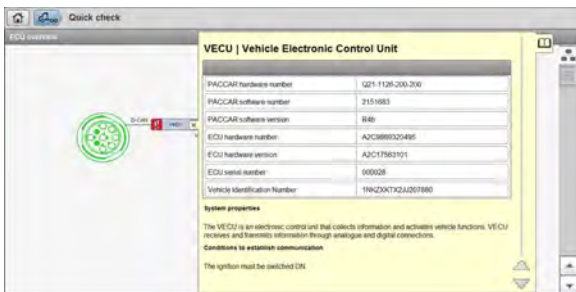 Quick check
ECU overview
VECU | Vehicle Electronic Control Unit
PACCAR hardware number Q21-1126-200-200
PACCAR software number 2151683
PACCAR software version R4b
ECU hardware number
ECU hardware version A2C17563101
ECU serial number 000028
Vehicle Identification Number
D-CAN
System properties
The VECU is an electronic control unit that collects information and activates vehicle functions. VECU
receives and transmits information through analogue and digital connections.
Conditions to establish communication
The ignition must be switched ON.